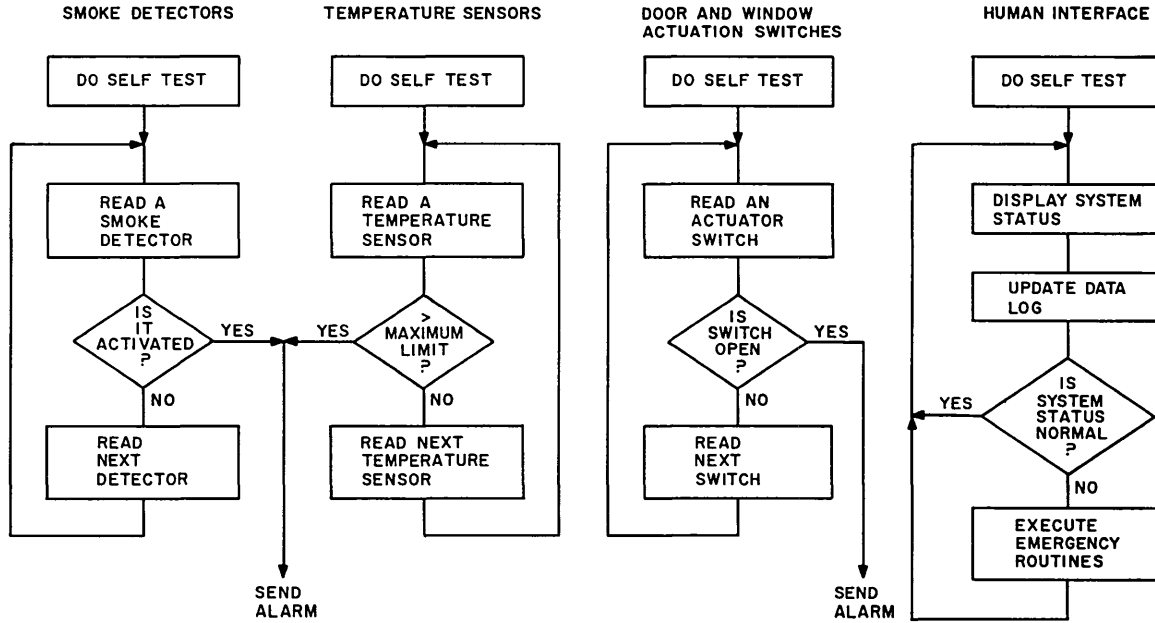 SMOKE DETECTORS
DO SELF TEST
READ A
SMOKE
DETECTOR
IS
IT
ACTIVATED
?
YES
NO
READ
NEXT
DETECTOR
TEMPERATURE SENSORS
DO SELF TEST
READ A
TEMPERATURE
SENSOR
>
MAXIMUM
LIMIT
?
YES
NO
READ NEXT
TEMPERATURE
SENSOR
SEND
ALARM
DOOR AND WINDOW
ACTUATION SWITCHES
DO SELF TEST
READ AN
ACTUATOR
SWITCH
IS
SWITCH
OPEN
?
YES
NO
READ
NEXT
SWITCH
SEND
ALARM
HUMAN INTERFACE
DO SELF TEST
DISPLAY SYSTEM
STATUS
UPDATE DATA
LOG
IS
SYSTEM
STATUS
NORMAL
?
YES
NO
EXECUTE
EMERGENCY
ROUTINES